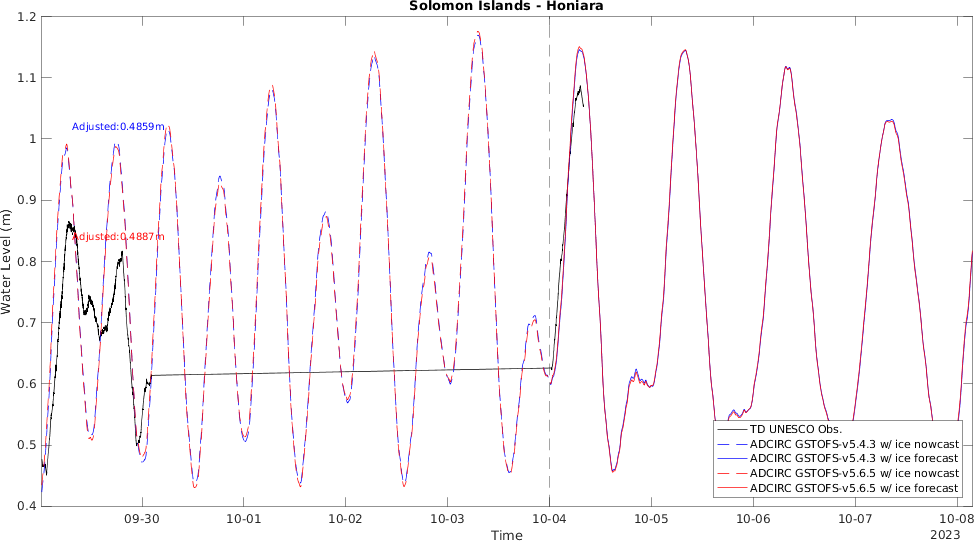 Solomon Islands - Honiara
1.2
1.1
1
0.9
0.8
0.7
0.6
0.5
0.4
Water Level (m)
Adjusted:0.4859m
Adjusted:0.4887m
TD UNESCO Obs.
ADCIRC GSTOFS-v5.4.3 w/ ice nowcast
ADCIRC GSTOFS-v5.4.3 w/ ice forecast
ADCIRC GSTOFS-v5.6.5 w/ ice nowcast
ADCIRC GSTOFS-v5.6.5 w/ ice forecast
09-30 10-01 10-02 10-03 10-04 10-05 10-06 10-07 10-08
2023
Time